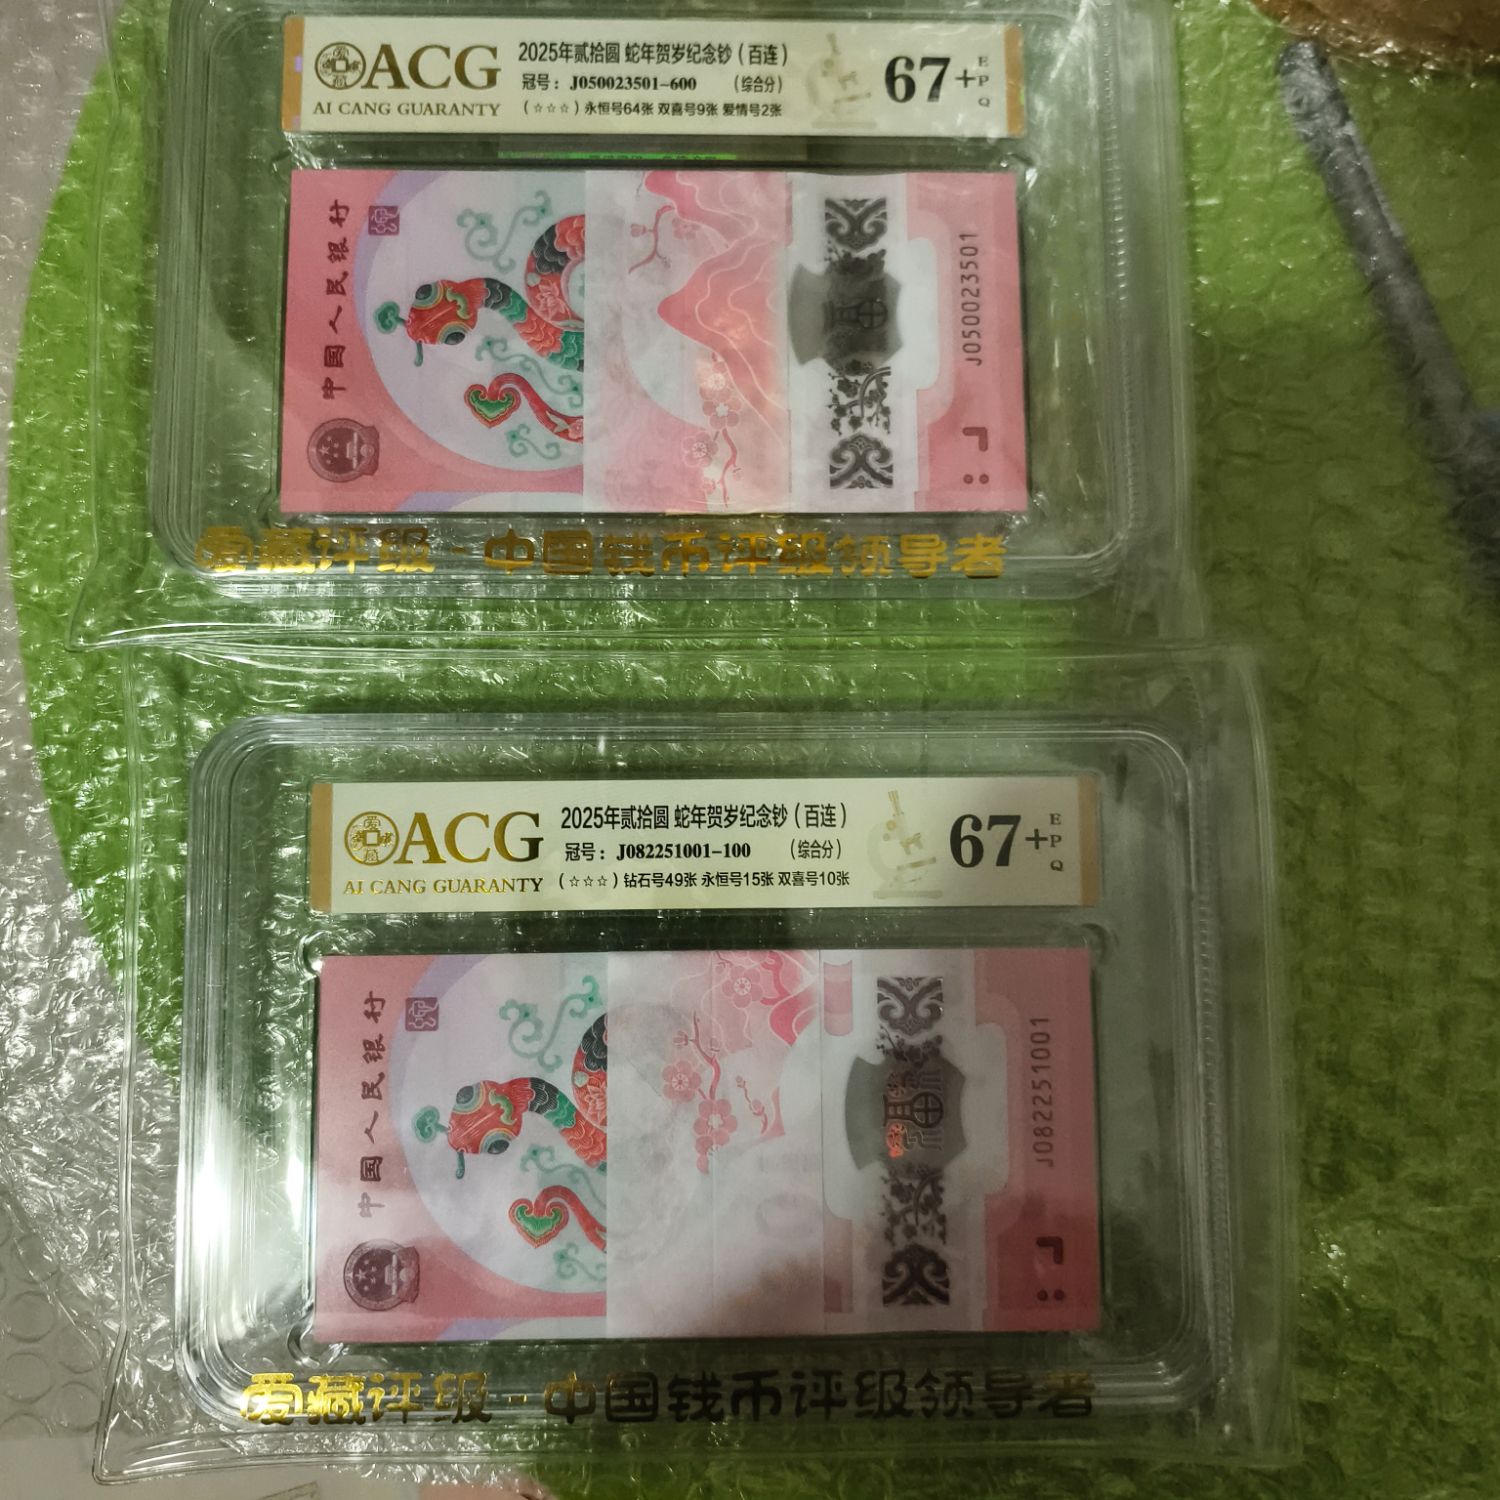 ACG
AI CANG GUARANTY
2025年贰拾圆 蛇年贺岁纪念钞（百连）
冠号：J050023501-600 （综合分）
（☆☆☆）永恒号64张 双喜号9张 爱情号2张
67+
EPQ
中国人民银行
J050023501
爱藏评级-中国钱币评级领导者
ACG
AI CANG GUARANTY
2025年贰拾圆 蛇年贺岁纪念钞（百连）
冠号：J082251001-100 （综合分）
（☆☆☆）钻石号49张 永恒号15张 双喜号10张
67+
EPQ
中国人民银行
J082251001
爱藏评级-中国钱币评级领导者